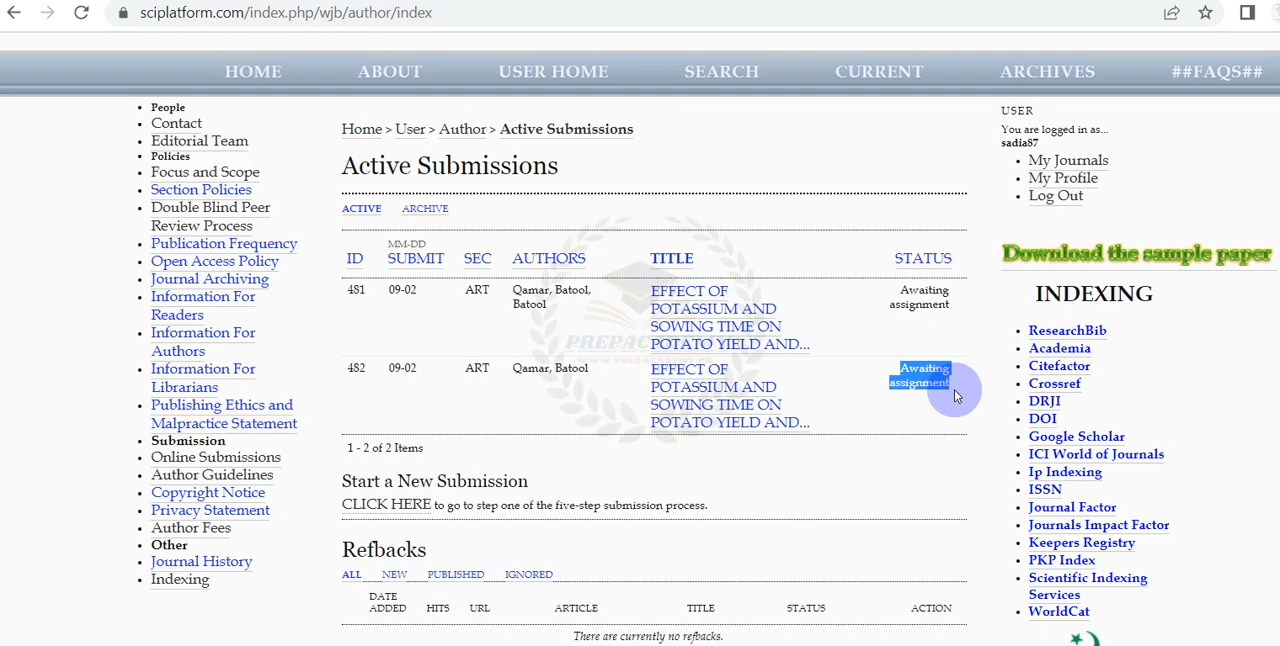 sciplatform.com/index.php/wjb/author/index
HOME ABOUT USER HOME SEARCH CURRENT ARCHIVES ##FAQS##
People
Contact
Editorial Team
Policies
Focus and Scope
Section Policies
Double Blind Peer
Review Process
Publication Frequency
Open Access Policy
Journal Archiving
Information For
Readers
Information For
Authors
Information For
Librarians
Publishing Ethics and
Malpractice Statement
Submission
Online Submissions
Author Guidelines
Copyright Notice
Privacy Statement
Author Fees
Other
Journal History
Indexing
Home > User > Author > Active Submissions
Active Submissions
ACTIVE ARCHIVE
MM-DD
ID SUBMIT SEC AUTHORS TITLE STATUS
481 09-02 ART Qamar, Batool, EFFECT OF Awaiting
Batool POTASSIUM AND assignment
SOWING TIME ON
POTATO YIELD AND...
482 09-02 ART Qamar, Batool EFFECT OF Awaiting
POTASSIUM AND assignment
SOWING TIME ON
POTATO YIELD AND...
1 - 2 of 2 Items
Start a New Submission
CLICK HERE to go to step one of the five-step submission process.
Refbacks
ALL NEW PUBLISHED IGNORED
DATE
ADDED HITS URL ARTICLE TITLE STATUS ACTION
There are currently no refbacks.
USER
You are logged in as...
sadia87
My Journals
My Profile
Log Out
Download the sample paper
INDEXING
ResearchBib
Academia
Citefactor
Crossref
DRJI
DOI
Google Scholar
ICI World of Journals
Ip Indexing
ISSN
Journal Factor
Journals Impact Factor
Keepers Registry
PKP Index
Scientific Indexing
Services
WorldCat